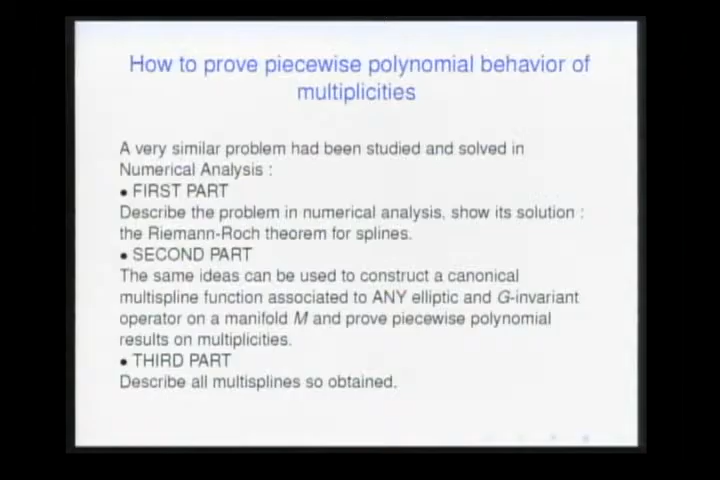 How to prove piecewise polynomial behavior of
multiplicities
A very similar problem had been studied and solved in
Numerical Analysis :
• FIRST PART
Describe the problem in numerical analysis, show its solution :
the Riemann-Roch theorem for splines.
• SECOND PART
The same ideas can be used to construct a canonical
multispline function associated to ANY elliptic and G-invariant
operator on a manifold M and prove piecewise polynomial
results on multiplicities.
• THIRD PART
Describe all multisplines so obtained.